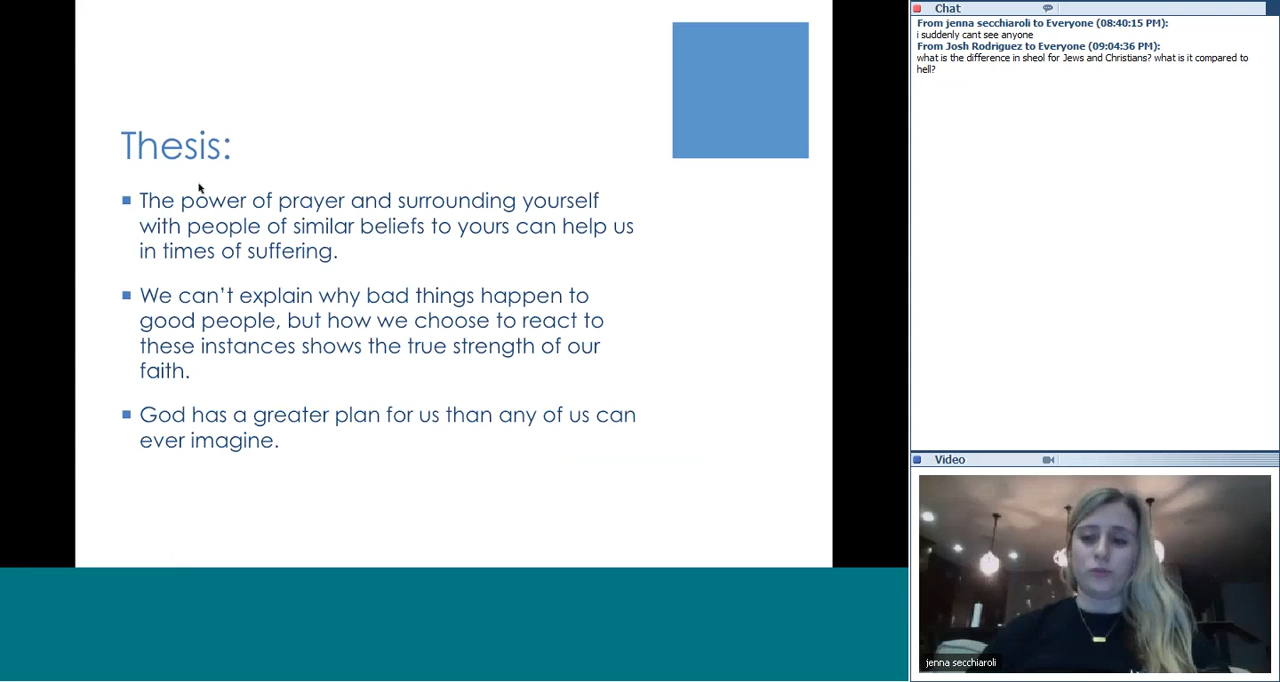 Thesis:
The power of prayer and surrounding yourself
with people of similar beliefs to yours can help us
in times of suffering.
We can't explain why bad things happen to
good people, but how we choose to react to
these instances shows the true strength of our
faith.
God has a greater plan for us than any of us can
ever imagine.
Chat
From jenna secchiaroli to Everyone (08:40:15 PM):
i suddenly cant see anyone
From Josh Rodriguez to Everyone (09:04:36 PM):
what is the difference in sheol for Jews and Christians? what is it compared to
hell?
Video
jenna secchiaroli